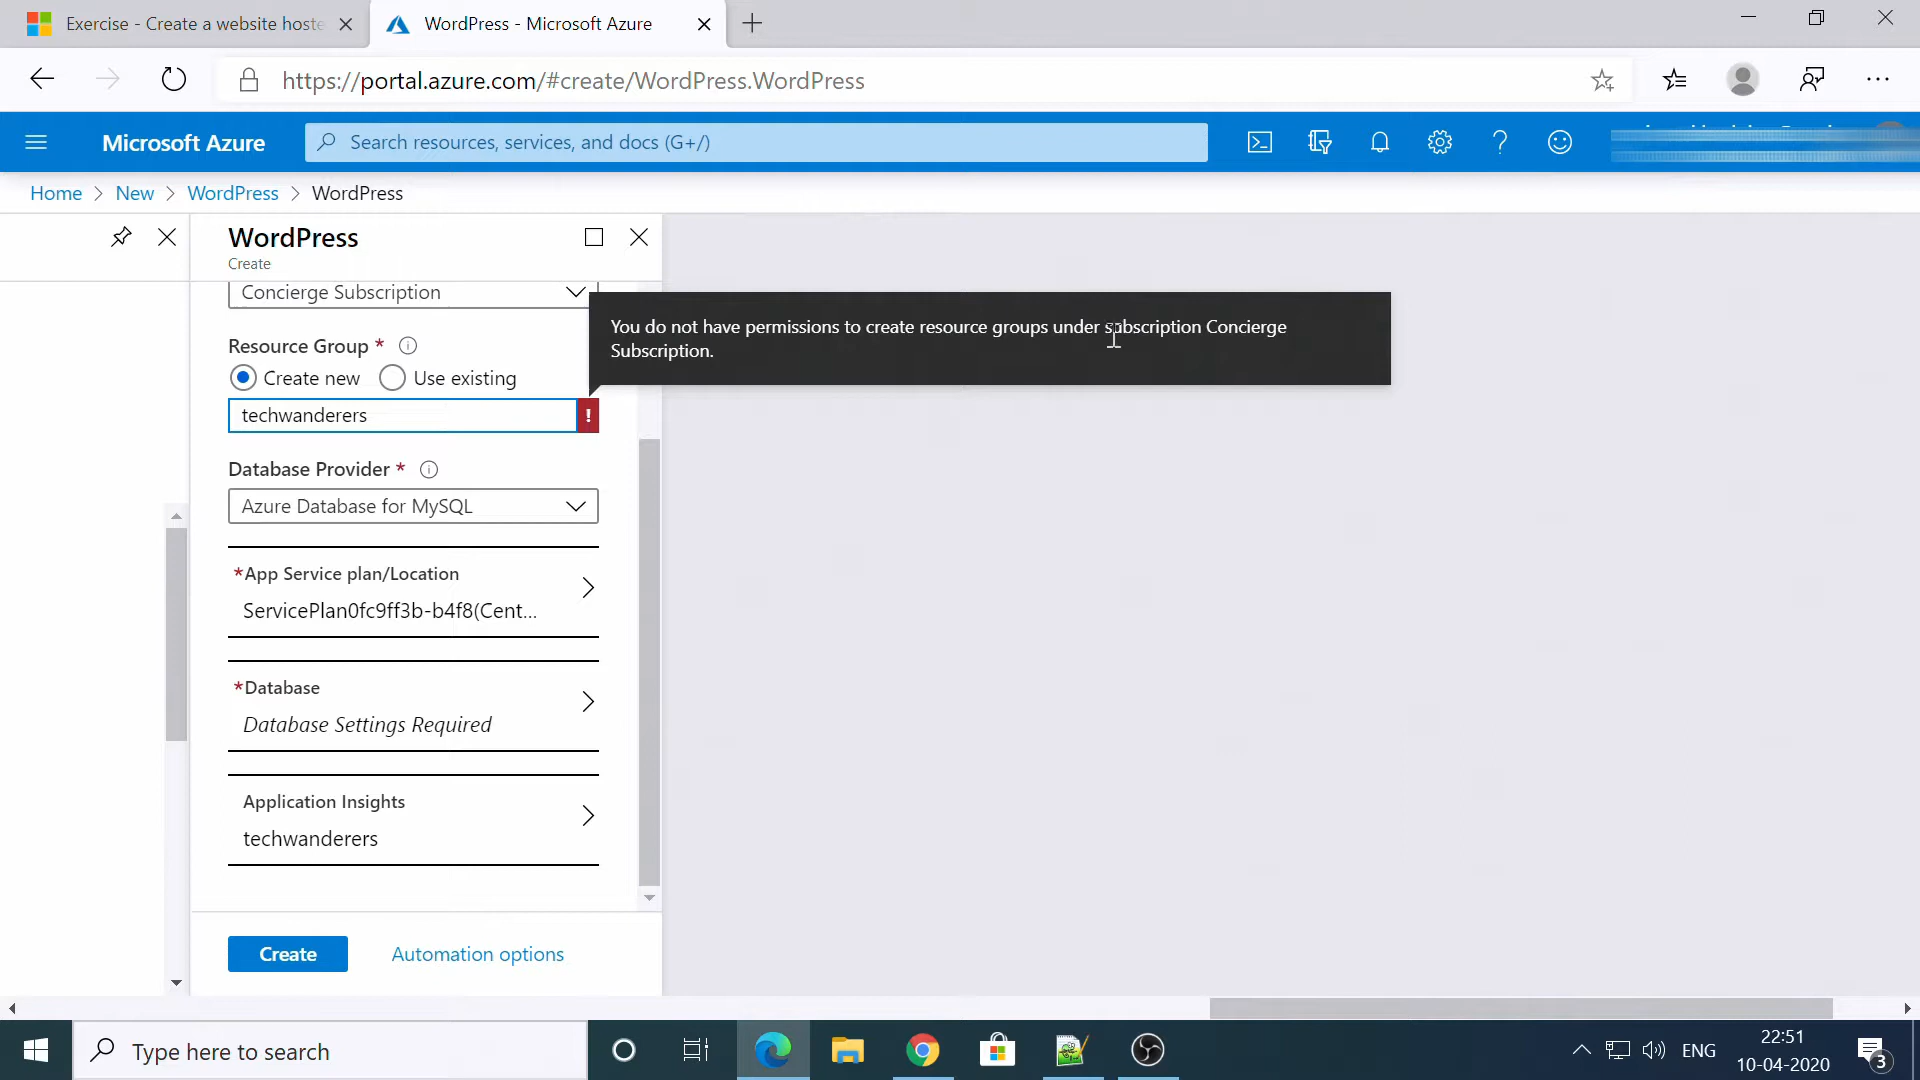 Exercise - Create a website hoste
WordPress - Microsoft Azure
https://portal.azure.com/#create/WordPress.WordPress
Microsoft Azure
Search resources, services, and docs (G+/)
Home > New > WordPress > WordPress
WordPress
Create
Concierge Subscription
You do not have permissions to create resource groups under subscription Concierge
Subscription.
Resource Group *
Create new
Use existing
techwanderers
!
Database Provider *
Azure Database for MySQL
*App Service plan/Location
ServicePlan0fc9ff3b-b4f8(Cent...
*Database
Database Settings Required
Application Insights
techwanderers
Create
Automation options
Type here to search
ENG
22:51
10-04-2020
3